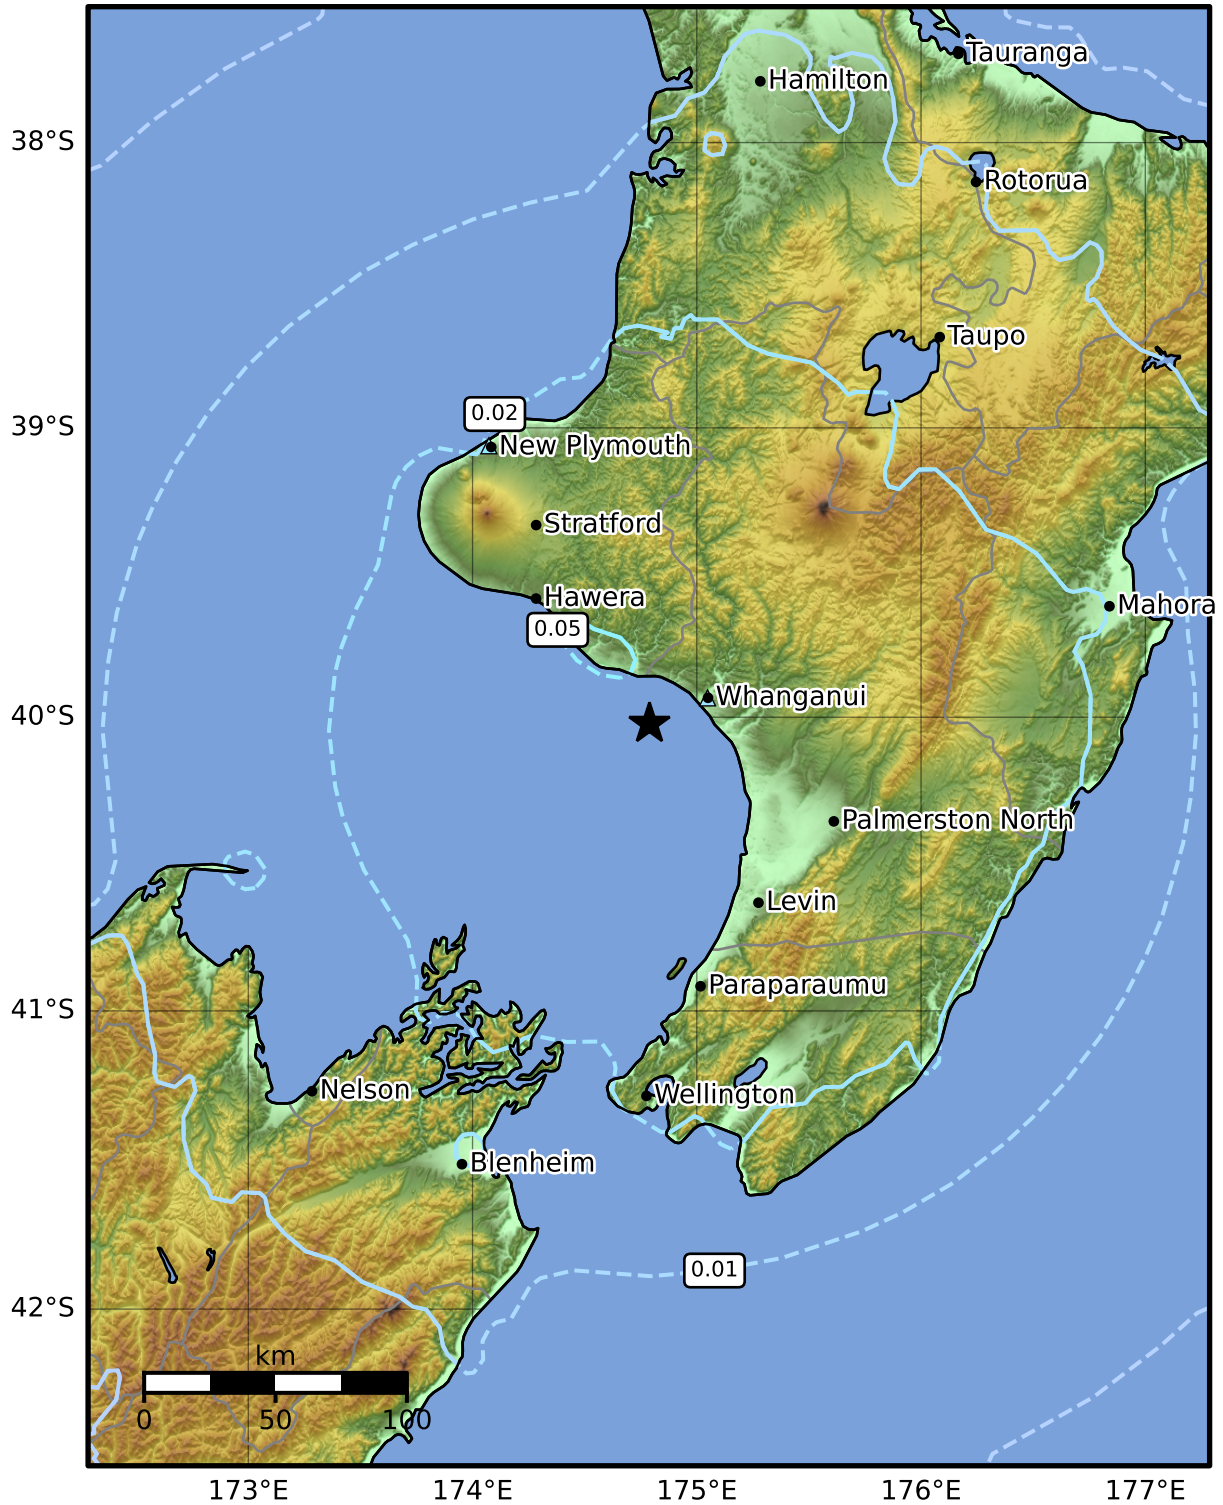 Tauranga
Hamilton
38°S
Rotorua
Taupo
0.02
39°S
New Plymouth
Stratford
Hawera
Mahora
0.05
Whanganui
40°S
Palmerston North
Levin
Paraparaumu
41°S
Nelson
Wellington
Blenheim
0.01
42°S
km
0 50 100
173°E 174°E 175°E 176°E 177°E